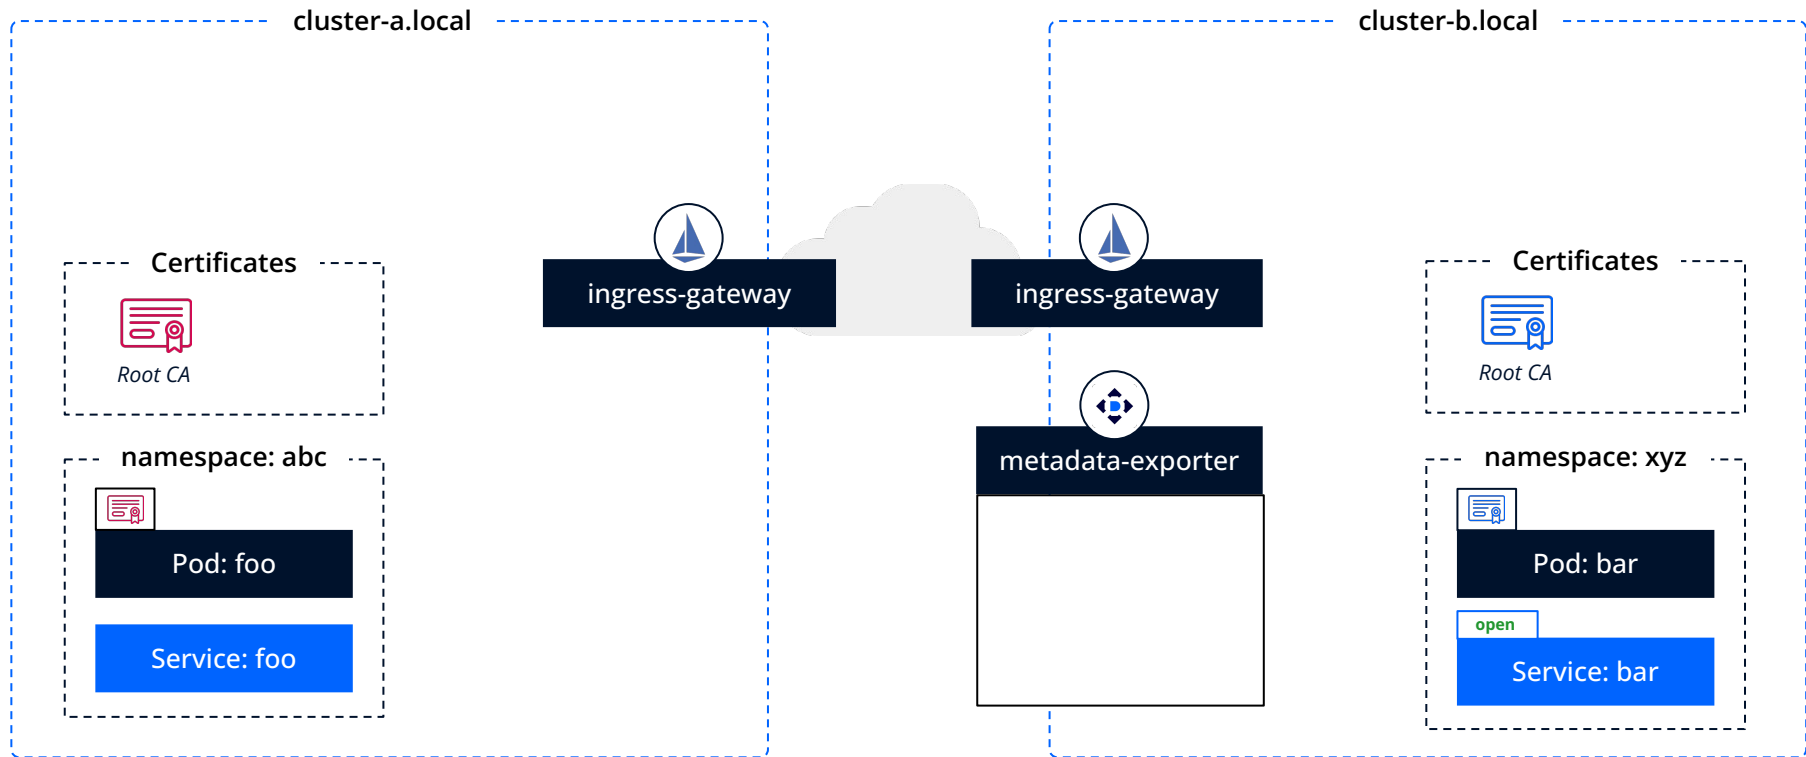 cluster-a.local
cluster-b.local
ingress-gateway
ingress-gateway
Certificates
Root CA
Certificates
Root CA
metadata-exporter
namespace: abc
Pod: foo
Service: foo
namespace: xyz
Pod: bar
open
Service: bar